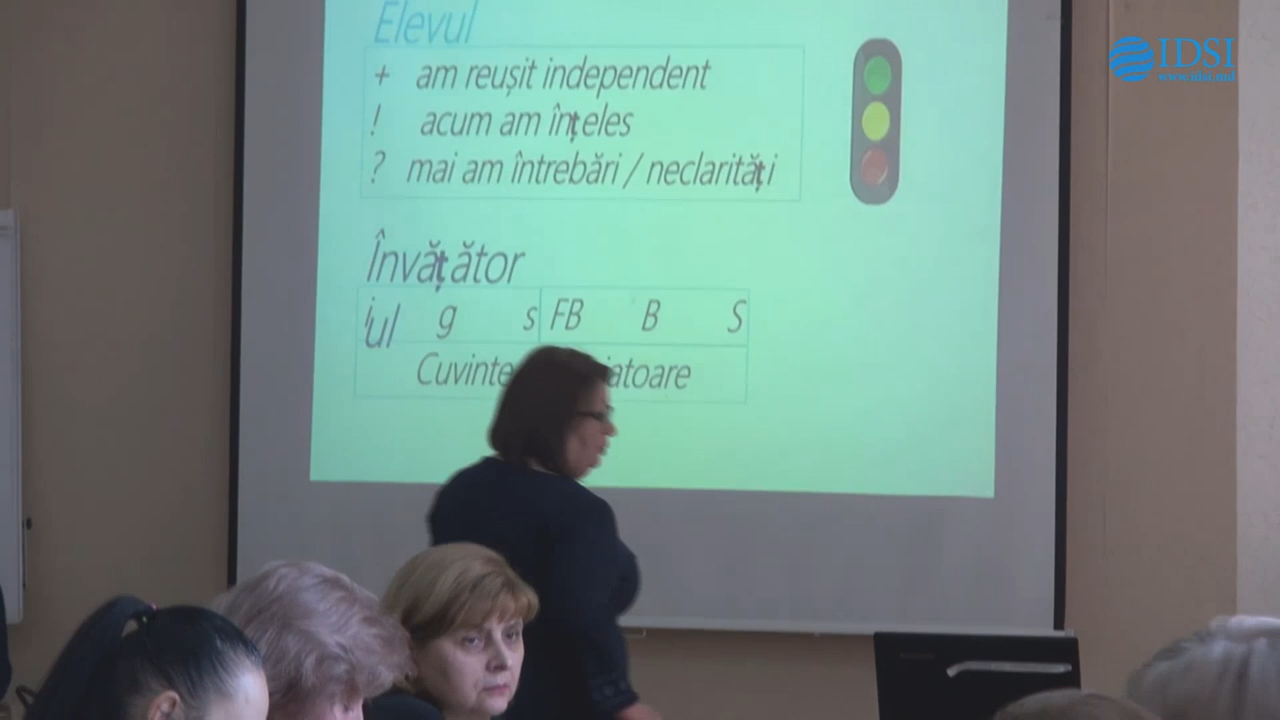 Elevul
+ am reușit independent
! acum am înțeles
? mai am întrebări / neclarități
Învățător
i
ul g s FB B S
Cuvinte iatoare
IDSI
www.idsi.md